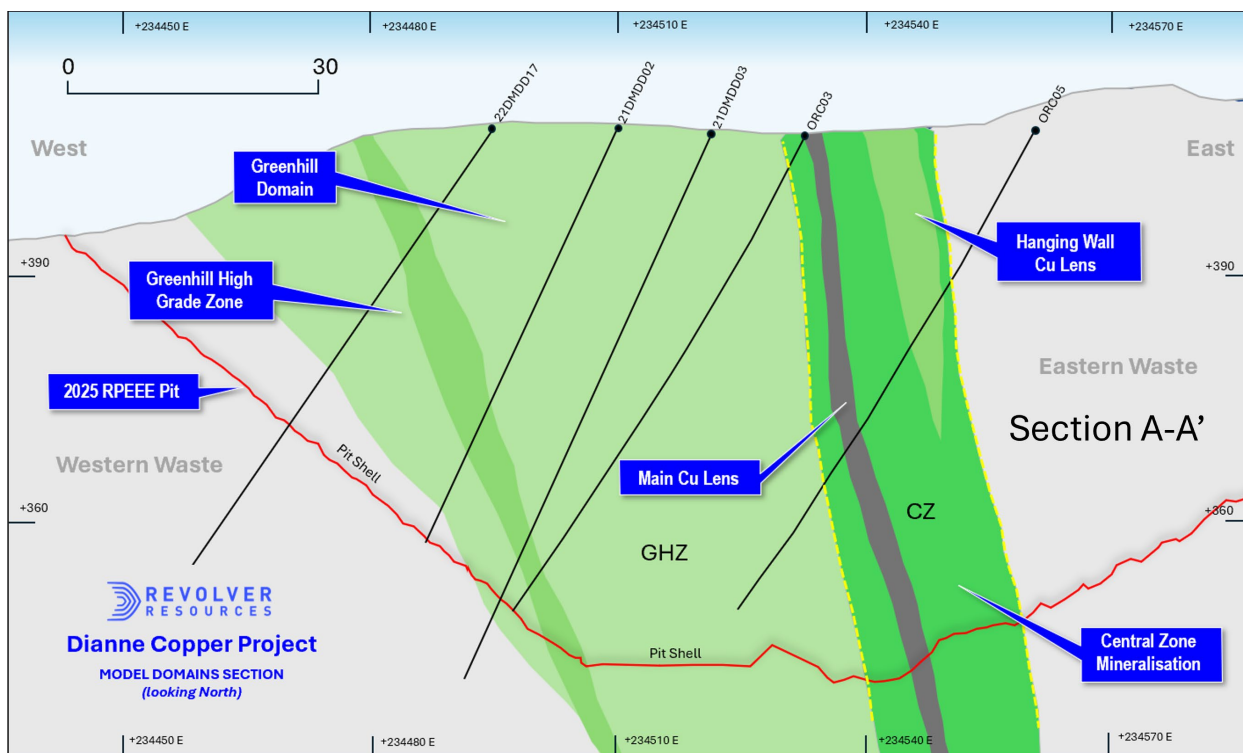 +234450 E
+234480 E
+234510 E
+234540 E
+234570 E
0
30
22DMDD17
21DMDD02
21DMDD03
ORC03
ORC05
West
East
Greenhill
Domain
Hanging Wall
Cu Lens
+390
+390
Greenhill High
Grade Zone
2025 RPEEE Pit
Eastern Waste
Section A-A’
Western Waste
Pit Shell
Main Cu Lens
+360
CZ
+360
GHZ
REVOLVER
RESOURCES
Dianne Copper Project
MODEL DOMAINS SECTION
(looking North)
Pit Shell
Central Zone
Mineralisation
+234450 E
+234480 E
+234510 E
+234540 E
+234570 E